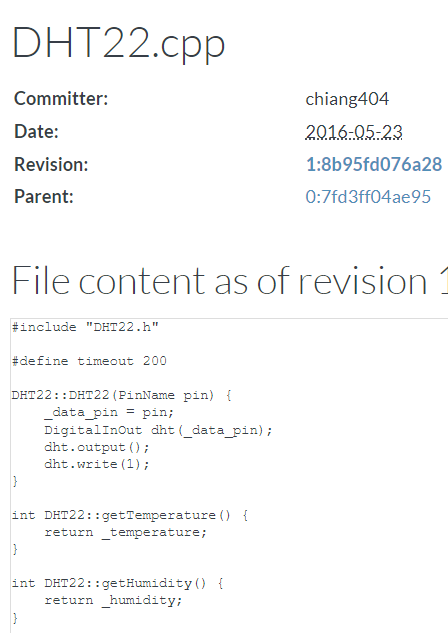 DHT22.cpp
Committer: chiang404
Date: 2016-05-23
Revision: 1:8b95fd076a28
Parent: 0:7fd3ff04ae95
File content as of revision 1
#include "DHT22.h"
#define timeout 200
DHT22::DHT22(PinName pin) {
    _data_pin = pin;
    DigitalInOut dht(_data_pin);
    dht.output();
    dht.write(1);
}
int DHT22::getTemperature() {
    return _temperature;
}
int DHT22::getHumidity() {
    return _humidity;
}